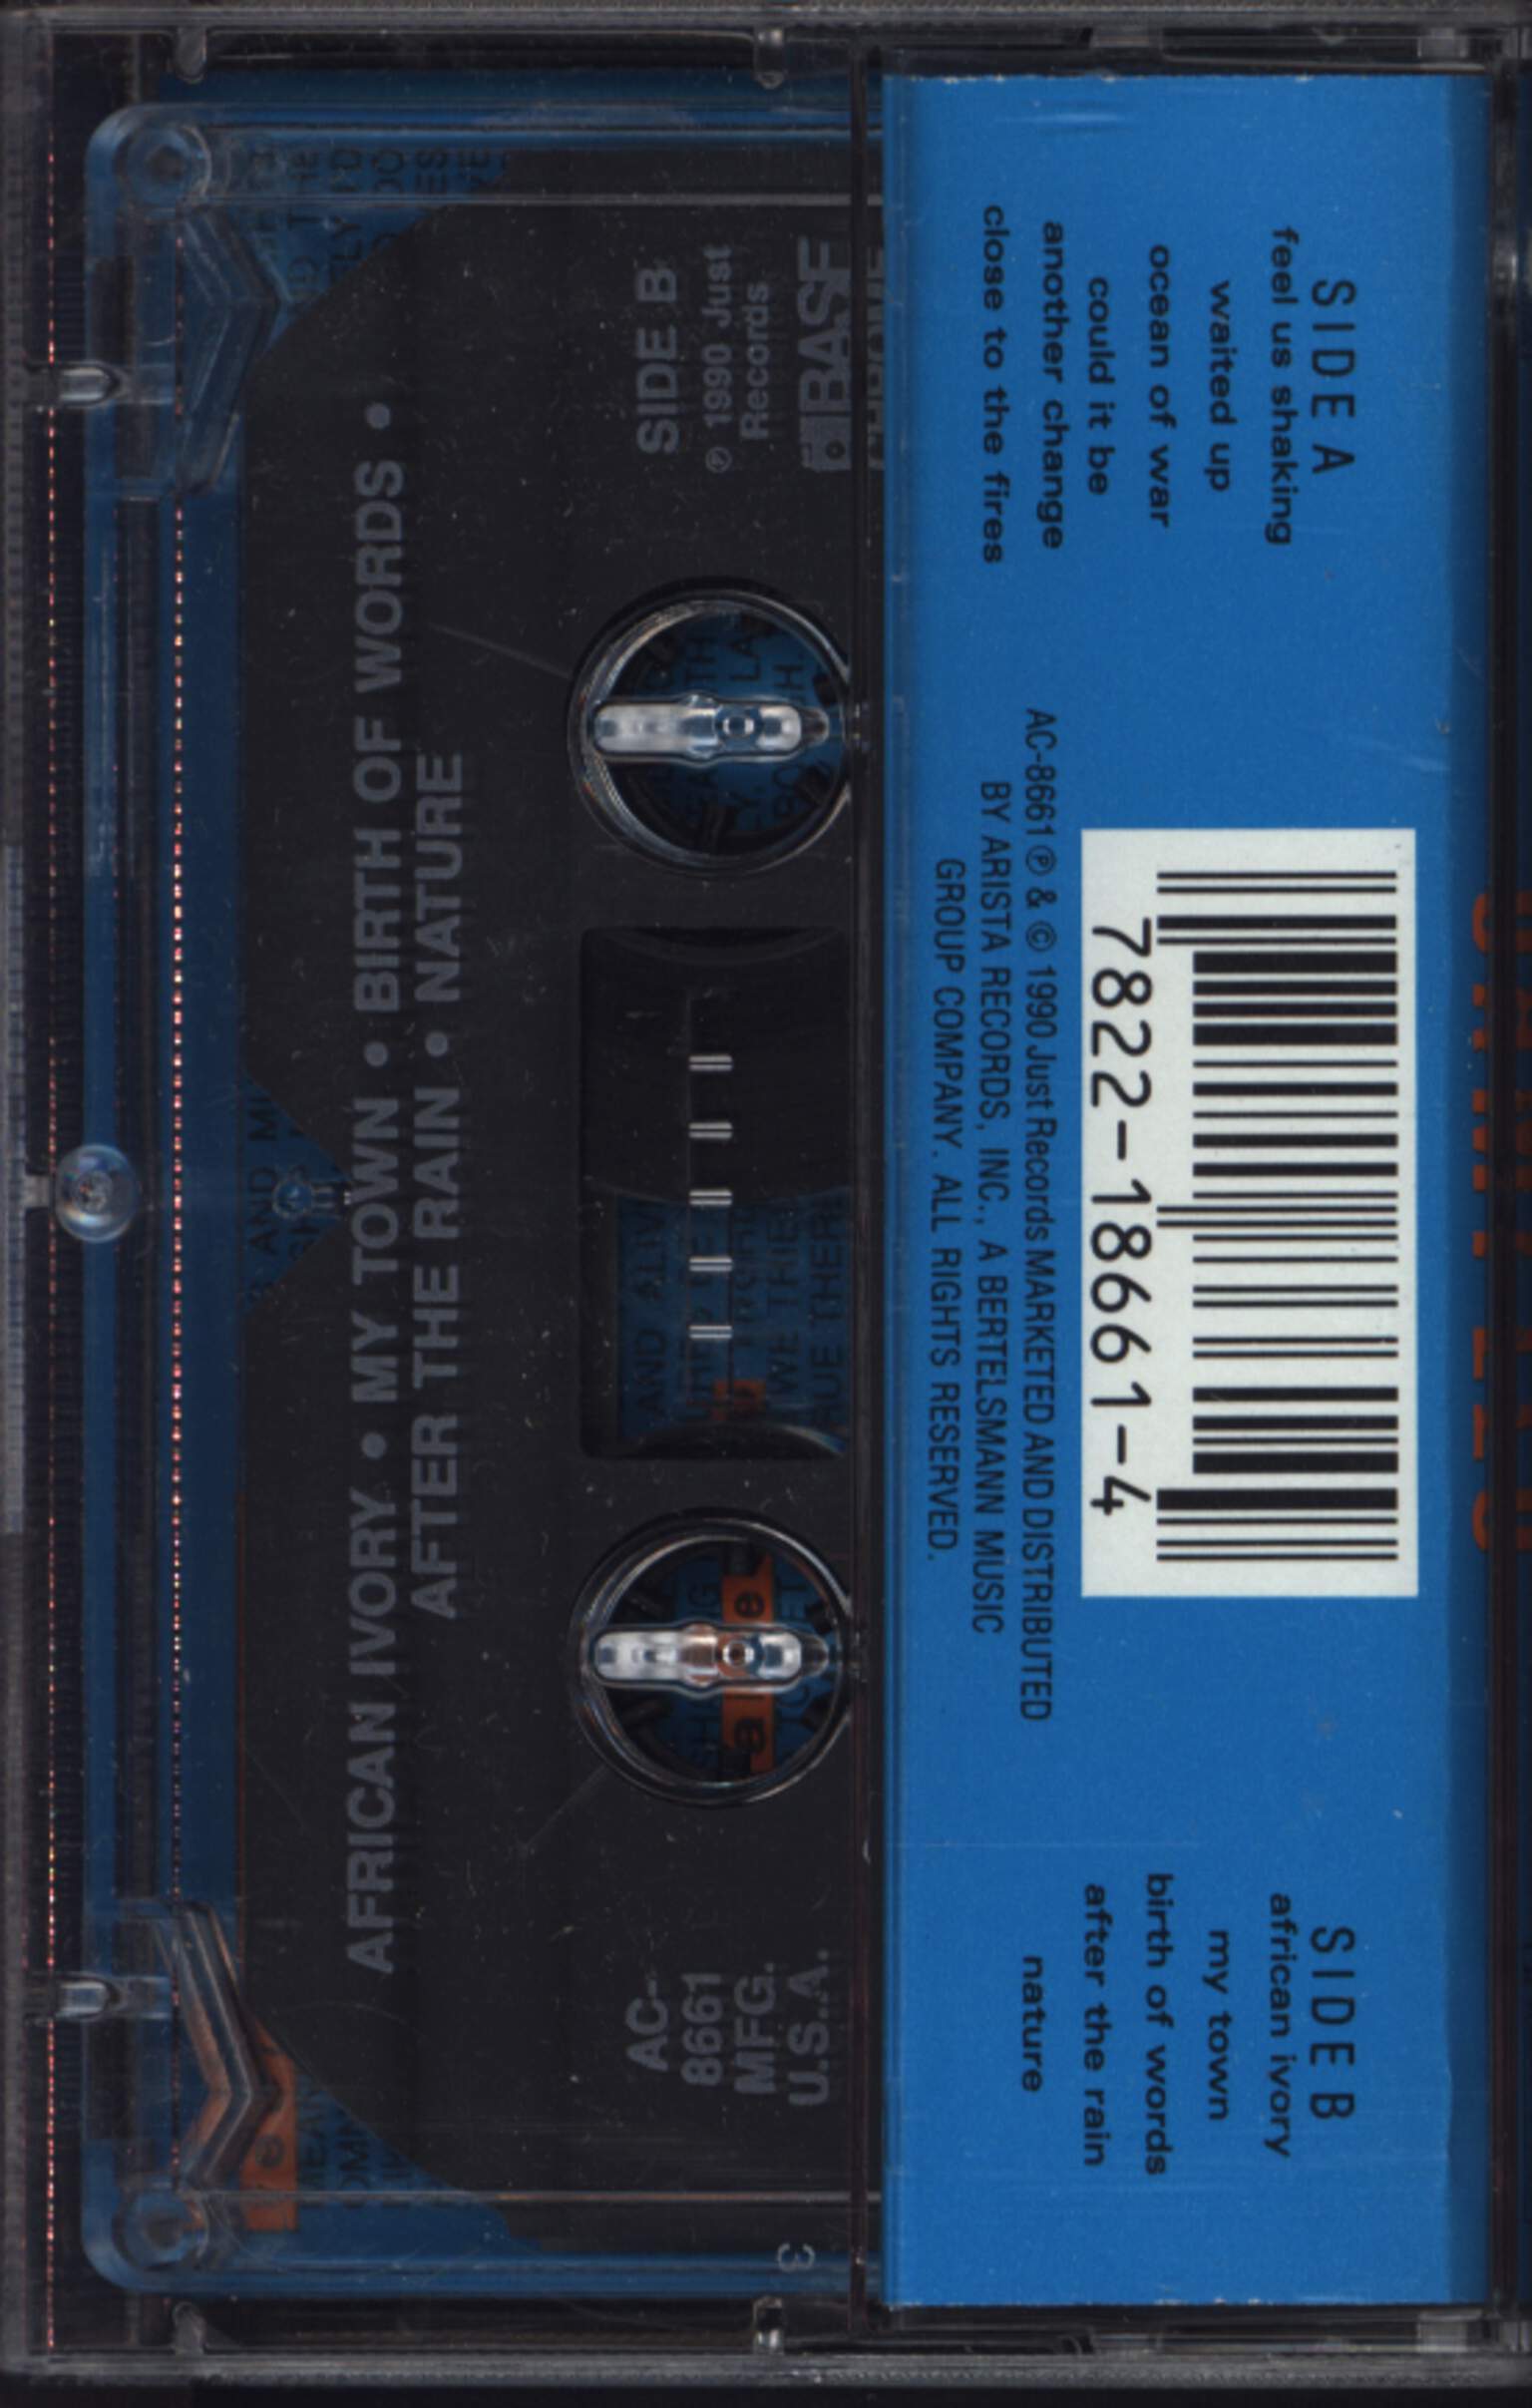 SIDE A
feel us shaking
waited up
ocean of war
could it be
another change
close to the fires
7822-18661-4
AC-8661 ℗ & © 1990 Just Records MARKETED AND DISTRIBUTED
BY ARISTA RECORDS, INC., A BERTELSMANN MUSIC
GROUP COMPANY. ALL RIGHTS RESERVED.
SIDE B
african ivory
my town
birth of words
after the rain
nature
AFRICAN IVORY • MY TOWN • BIRTH OF WORDS •
AFTER THE RAIN • NATURE
SIDE B
℗ 1990 Just
Records
BASF
AC-
8661
MFG.
U.S.A.
3